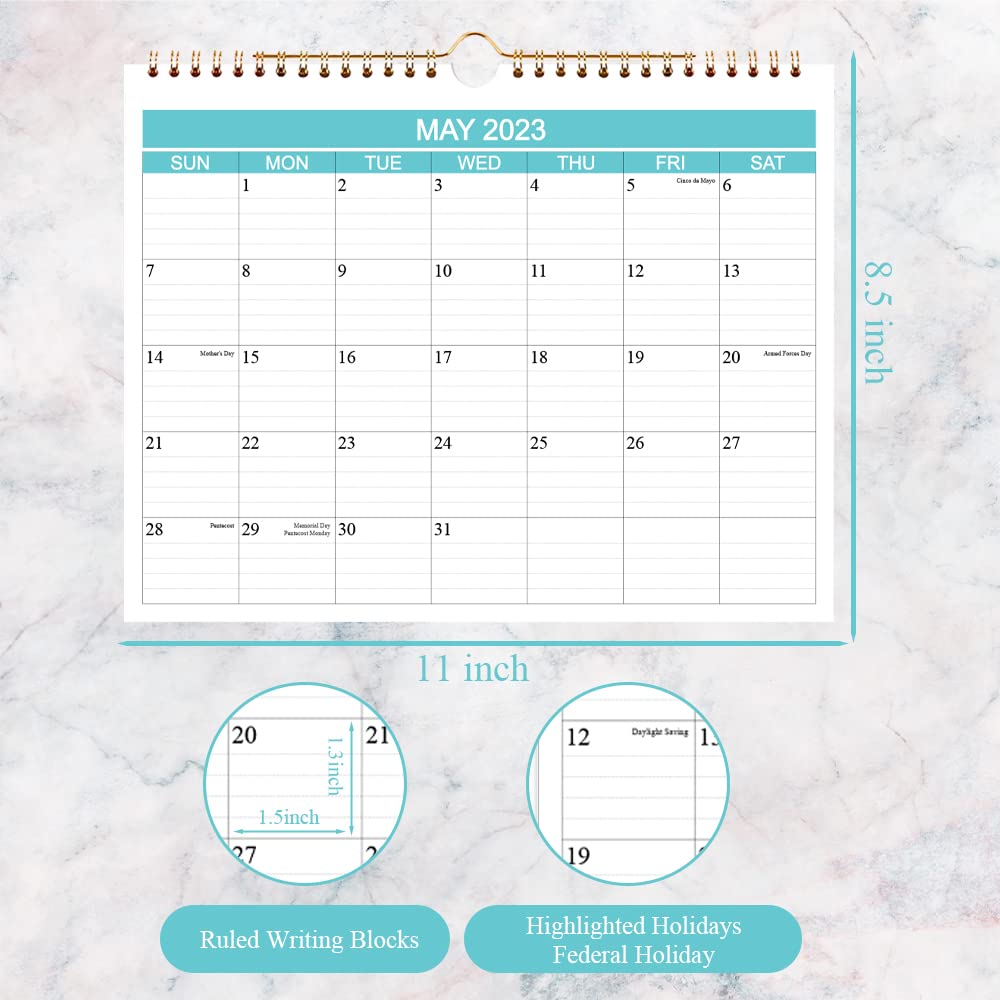 MAY 2023
SUN MON TUE WED THU FRI SAT
1 2 3 4 5 Cinco de Mayo 6
7 8 9 10 11 12 13
14 Mother's Day 15 16 17 18 19 20 Armed Forces Day
21 22 23 24 25 26 27
28 Pentecost 29 Memorial Day 30 31
Pentecost Monday
8.5 inch
11 inch
20 21
1.3inch
1.5inch
27
12 Daylight Saving
19
Ruled Writing Blocks
Highlighted Holidays
Federal Holiday